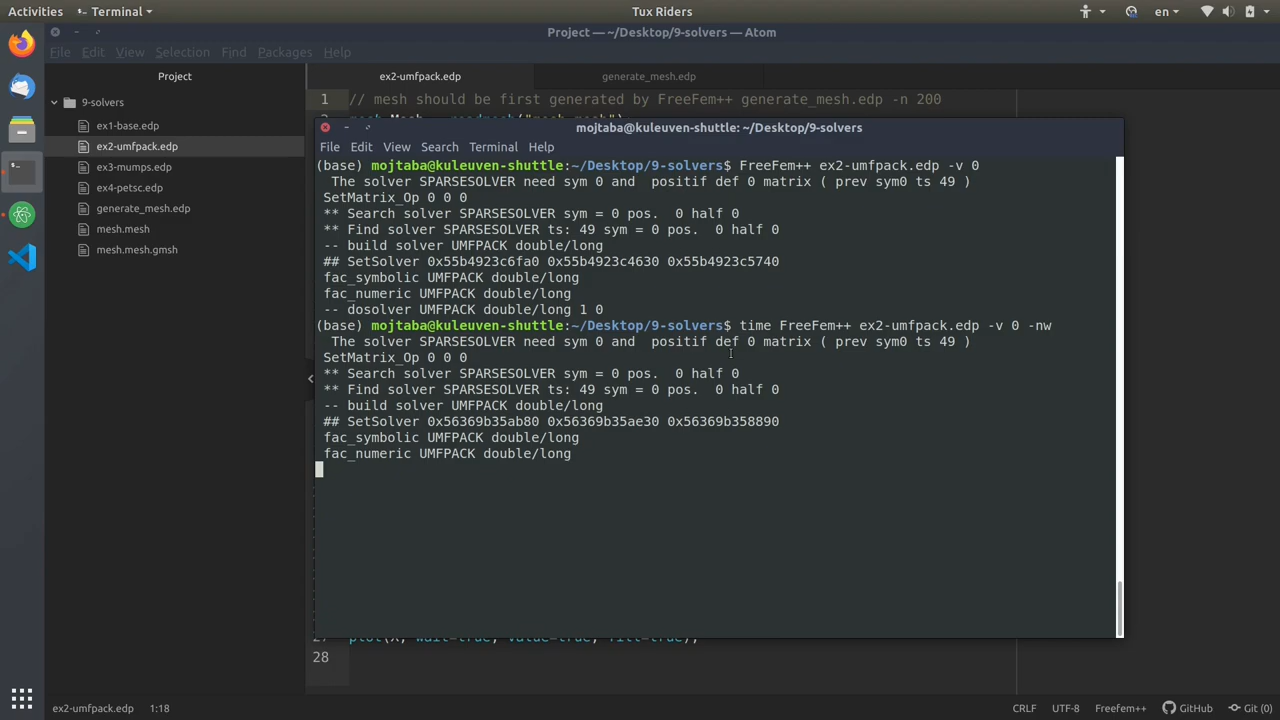 Activities
Terminal
Tux Riders
en
Project — ~/Desktop/9-solvers — Atom
File Edit View Selection Find Packages Help
Project
ex2-umfpack.edp
generate_mesh.edp
9-solvers
ex1-base.edp
ex2-umfpack.edp
ex3-mumps.edp
ex4-petsc.edp
generate_mesh.edp
mesh.mesh
mesh.mesh.gmsh
1 // mesh should be first generated by FreeFem++ generate_mesh.edp -n 200
mojtaba@kuleuven-shuttle: ~/Desktop/9-solvers
File Edit View Search Terminal Help
(base) mojtaba@kuleuven-shuttle:~/Desktop/9-solvers$ FreeFem++ ex2-umfpack.edp -v 0
The solver SPARSESOLVER need sym 0 and  positif def 0 matrix ( prev sym0 ts 49 )
SetMatrix_Op 0 0 0
** Search solver SPARSESOLVER sym = 0 pos.  0 half 0
** Find solver SPARSESOLVER ts: 49 sym = 0 pos.  0 half 0
-- build solver UMFPACK double/long
## SetSolver 0x55b4923c6fa0 0x55b4923c4630 0x55b4923c5740
fac_symbolic UMFPACK double/long
fac_numeric UMFPACK double/long
-- dosolver UMFPACK double/long 1 0
(base) mojtaba@kuleuven-shuttle:~/Desktop/9-solvers$ time FreeFem++ ex2-umfpack.edp -v 0 -nw
The solver SPARSESOLVER need sym 0 and  positif def 0 matrix ( prev sym0 ts 49 )
SetMatrix_Op 0 0 0
** Search solver SPARSESOLVER sym = 0 pos.  0 half 0
** Find solver SPARSESOLVER ts: 49 sym = 0 pos.  0 half 0
-- build solver UMFPACK double/long
## SetSolver 0x56369b35ab80 0x56369b35ae30 0x56369b358890
fac_symbolic UMFPACK double/long
fac_numeric UMFPACK double/long
28
ex2-umfpack.edp 1:18
CRLF UTF-8 Freefem++ GitHub Git (0)